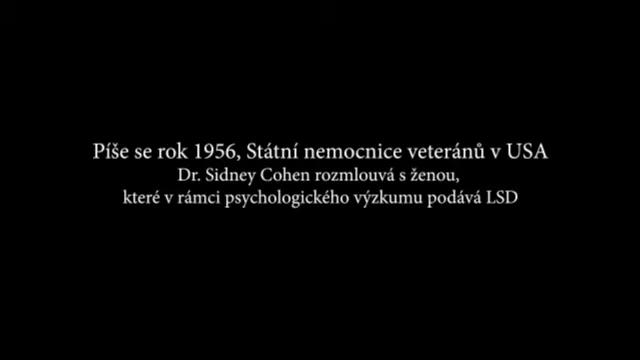 Píše se rok 1956, Státní nemocnice veteránů v USA
Dr. Sidney Cohen rozmlouvá s ženou,
které v rámci psychologického výzkumu podává LSD